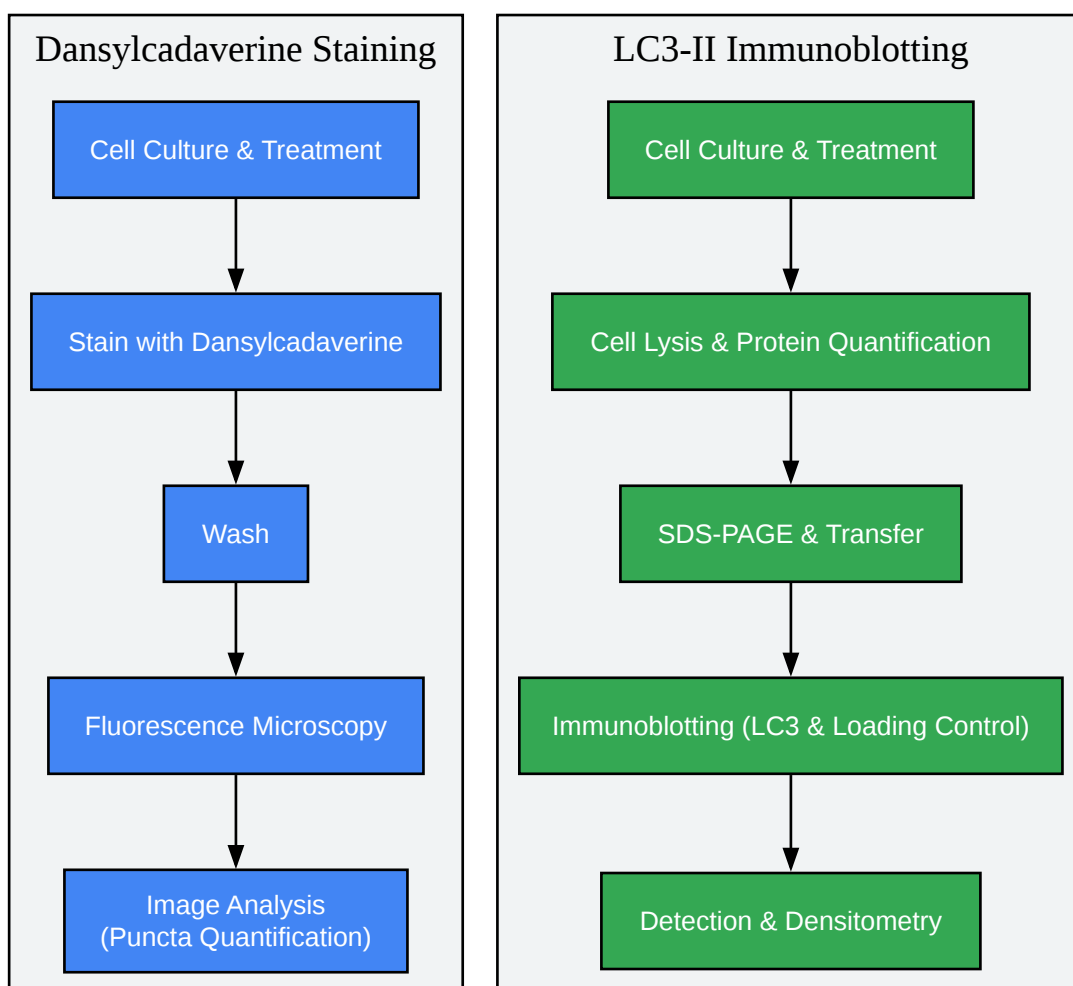 Dansylcadaverine Staining
Cell Culture & Treatment
Stain with Dansylcadaverine
Wash
Fluorescence Microscopy
Image Analysis
(Puncta Quantification)
LC3-II Immunoblotting
Cell Culture & Treatment
Cell Lysis & Protein Quantification
SDS-PAGE & Transfer
Immunoblotting (LC3 & Loading Control)
Detection & Densitometry